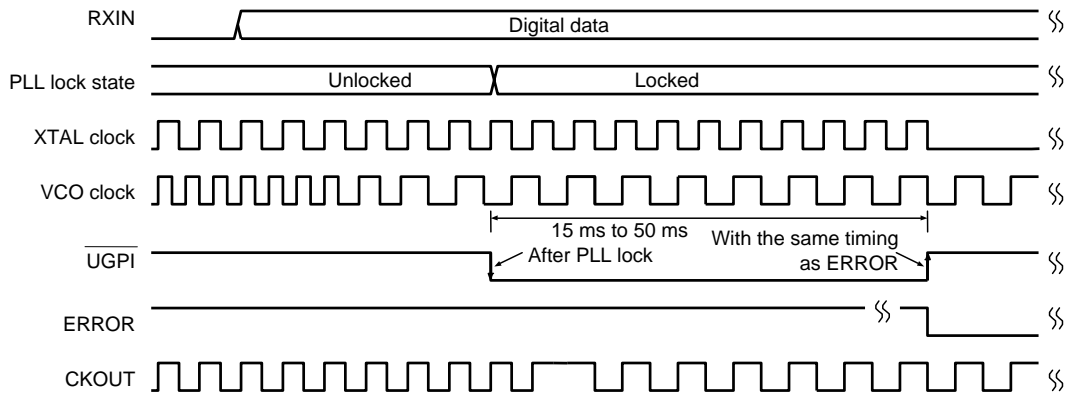 RXIN
Digital data
PLL lock state
Unlocked
Locked
XTAL clock
VCO clock
15 ms to 50 ms
UGPI
After PLL lock
With the same timing
as ERROR
ERROR
CKOUT